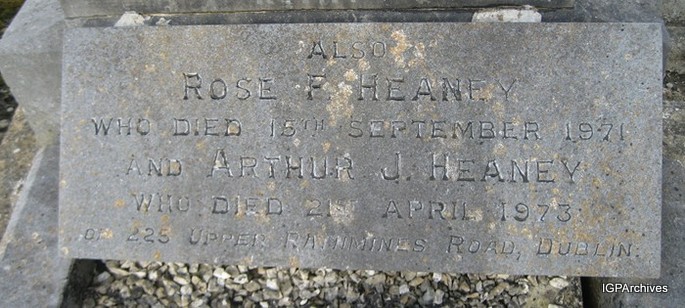 ALSO
ROSE F. HEANEY
WHO DIED 15TH SEPTEMBER 1971
AND ARTHUR J. HEANEY
WHO DIED 21ST APRIL 1973
OF 225 UPPER RATHMINES ROAD, DUBLIN.
IGPArchives